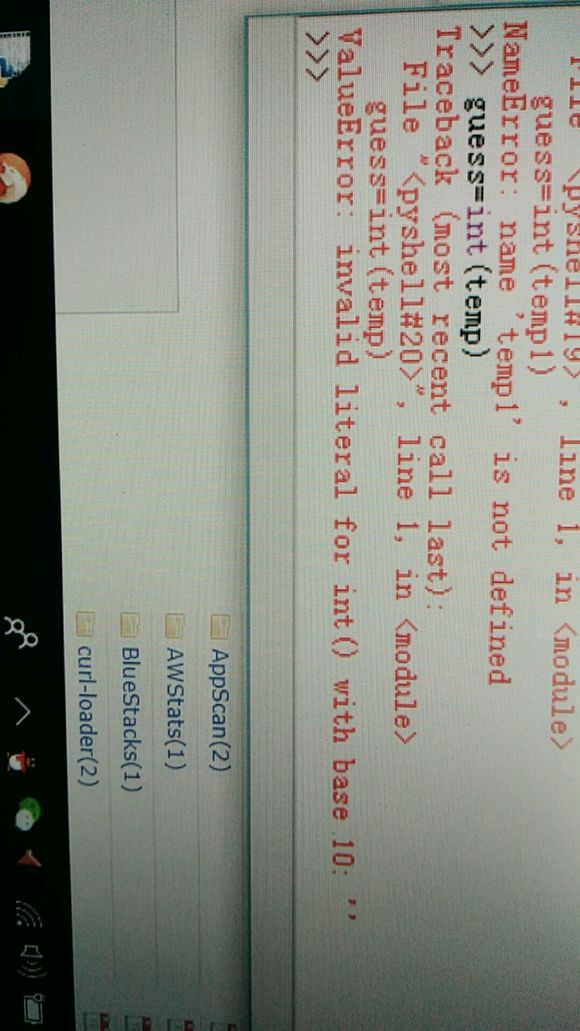 File "<pyshell#19>", line 1, in <module>
guess=int(temp1)
NameError: name 'temp1' is not defined
>>> guess=int(temp)
Traceback (most recent call last):
File "<pyshell#20>", line 1, in <module>
guess=int(temp)
ValueError: invalid literal for int() with base 10: ''
>>>
AppScan(2)
AWStats(1)
BlueStacks(1)
curl-loader(2)